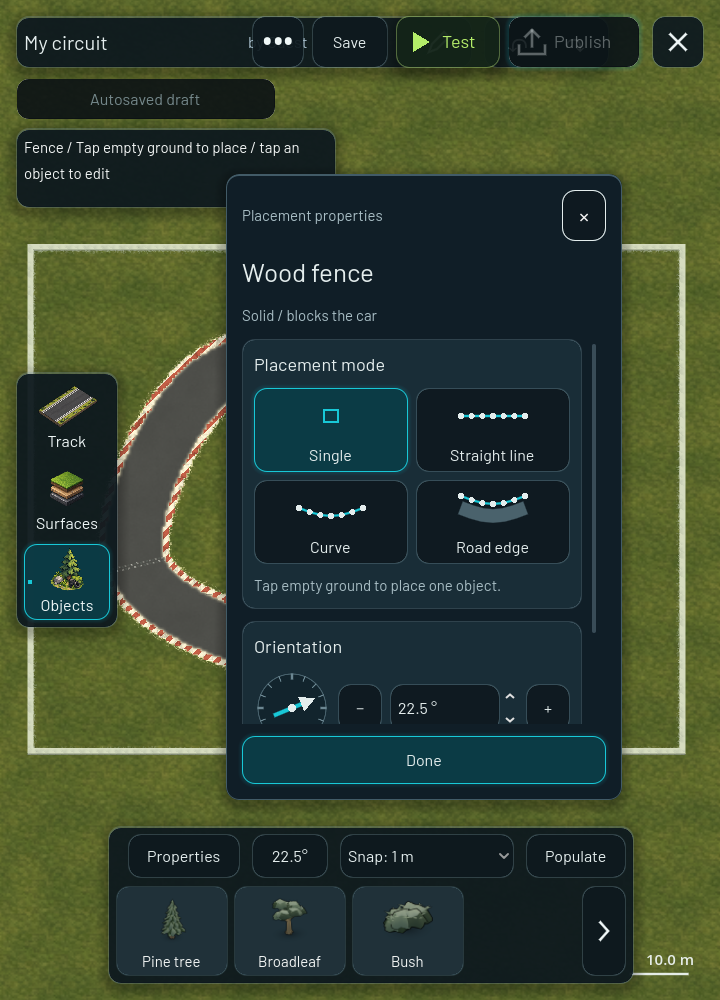 My circuit
Save
Test
Publish
Autosaved draft
Fence / Tap empty ground to place / tap an
object to edit
Placement properties
Wood fence
Solid / blocks the car
Placement mode
Single
Straight line
Curve
Road edge
Tap empty ground to place one object.
Orientation
−
22.5 °
+
Done
Track
Surfaces
Objects
Properties
22.5°
Snap: 1 m
Populate
Pine tree
Broadleaf
Bush
10.0 m